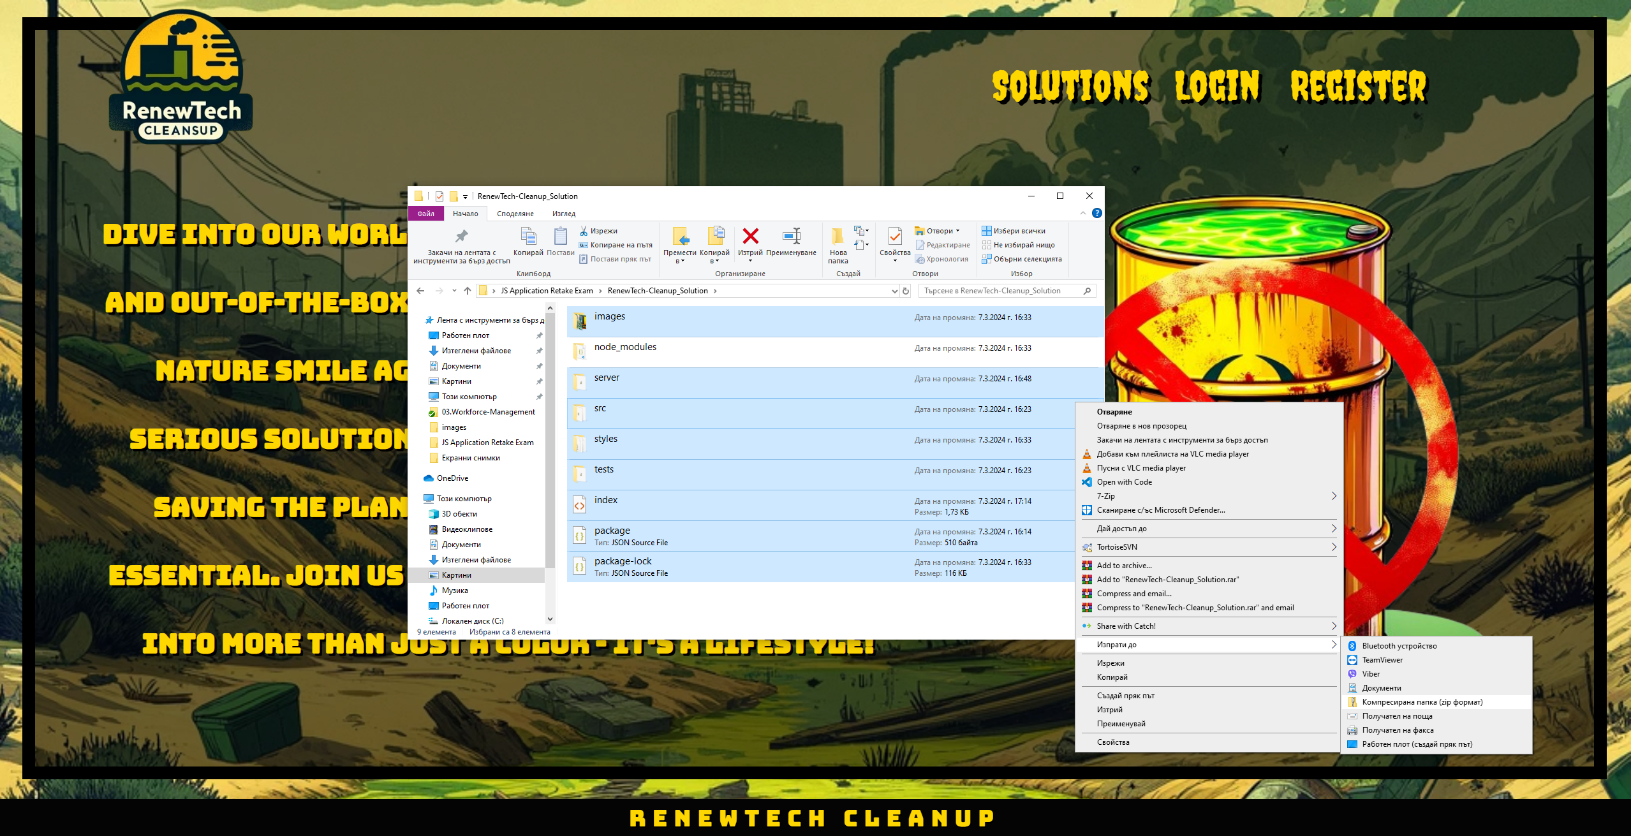 RenewTech
CLEANSUP
SOLUTIONS LOGIN REGISTER
DIVE INTO OUR WORL
AND OUT-OF-THE-BOX
NATURE SMILE AG
SERIOUS SOLUTION
SAVING THE PLAN
ESSENTIAL. JOIN US
INTO MORE THAN JUST A COLOR - IT'S A LIFESTYLE!
RenewTech-Cleanup_Solution
Файл Начало Споделяне Изглед
Закачи на лентата с инструменти за бърз достъп
Копирай
Постави
Изрежи
Копиране на пътя
Постави пряк път
Клипборд
Премести в
Копирай в
Изтрий
Преименуване
Организиране
Нова папка
Създай
Свойства
Отвори
Редактиране
Хронология
Отвори
Избери всички
Не избирай нищо
Обърни селекцията
Избор
JS Application Retake Exam > RenewTech-Cleanup_Solution >
Търсене в RenewTech-Cleanup_Solution
Лента с инструменти за бърз д
Работен плот
Изтеглени файлове
Документи
Картини
Този компютър
03.Workforce-Management
images
JS Application Retake Exam
Екранни снимки
OneDrive
Този компютър
3D обекти
Видеоклипове
Документи
Изтеглени файлове
Картини
Музика
Работен плот
Локален диск (C:)
images Дата на промяна: 7.3.2024 г. 16:33
node_modules Дата на промяна: 7.3.2024 г. 16:33
server Дата на промяна: 7.3.2024 г. 16:48
src Дата на промяна: 7.3.2024 г. 16:23
styles Дата на промяна: 7.3.2024 г. 16:33
tests Дата на промяна: 7.3.2024 г. 16:23
index Дата на промяна: 7.3.2024 г. 17:14
Размер: 1,73 КБ
package Дата на промяна: 7.3.2024 г. 16:14
Тип: JSON Source File Размер: 510 байта
package-lock Дата на промяна: 7.3.2024 г. 16:33
Тип: JSON Source File Размер: 116 КБ
9 елемента Избрани са 8 елемента
Отваряне
Отваряне в нов прозорец
Закачи на лентата с инструменти за бърз достъп
Добави към плейлиста на VLC media player
Пусни с VLC media player
Open with Code
7-Zip
Сканиране с/ъс Microsoft Defender...
Дай достъп до
TortoiseSVN
Add to archive...
Add to "RenewTech-Cleanup_Solution.rar"
Compress and email...
Compress to "RenewTech-Cleanup_Solution.rar" and email
Share with Catch!
Изпрати до
Изрежи
Копирай
Създай пряк път
Изтрий
Преименувай
Свойства
Bluetooth устройство
TeamViewer
Viber
Документи
Компресирана папка (zip формат)
Получател на поща
Получател на факса
Работен плот (създай пряк път)
RENEWTECH CLEANUP